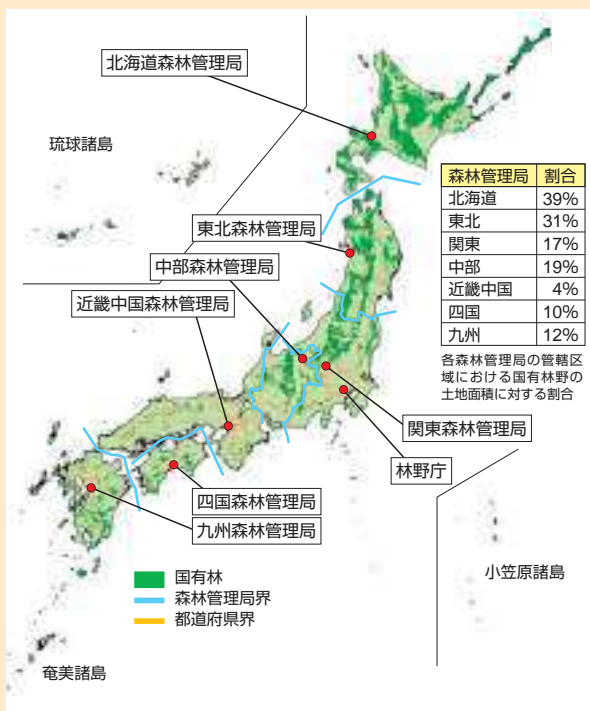 北海道森林管理局
琉球諸島
東北森林管理局
中部森林管理局
近畿中国森林管理局
森林管理局 割合
北海道 39%
東北 31%
関東 17%
中部 19%
近畿中国 4%
四国 10%
九州 12%
各森林管理局の管轄区
域における国有林野の
土地面積に対する割合
関東森林管理局
林野庁
四国森林管理局
九州森林管理局
国有林
森林管理局界
都道府県界
小笠原諸島
奄美諸島